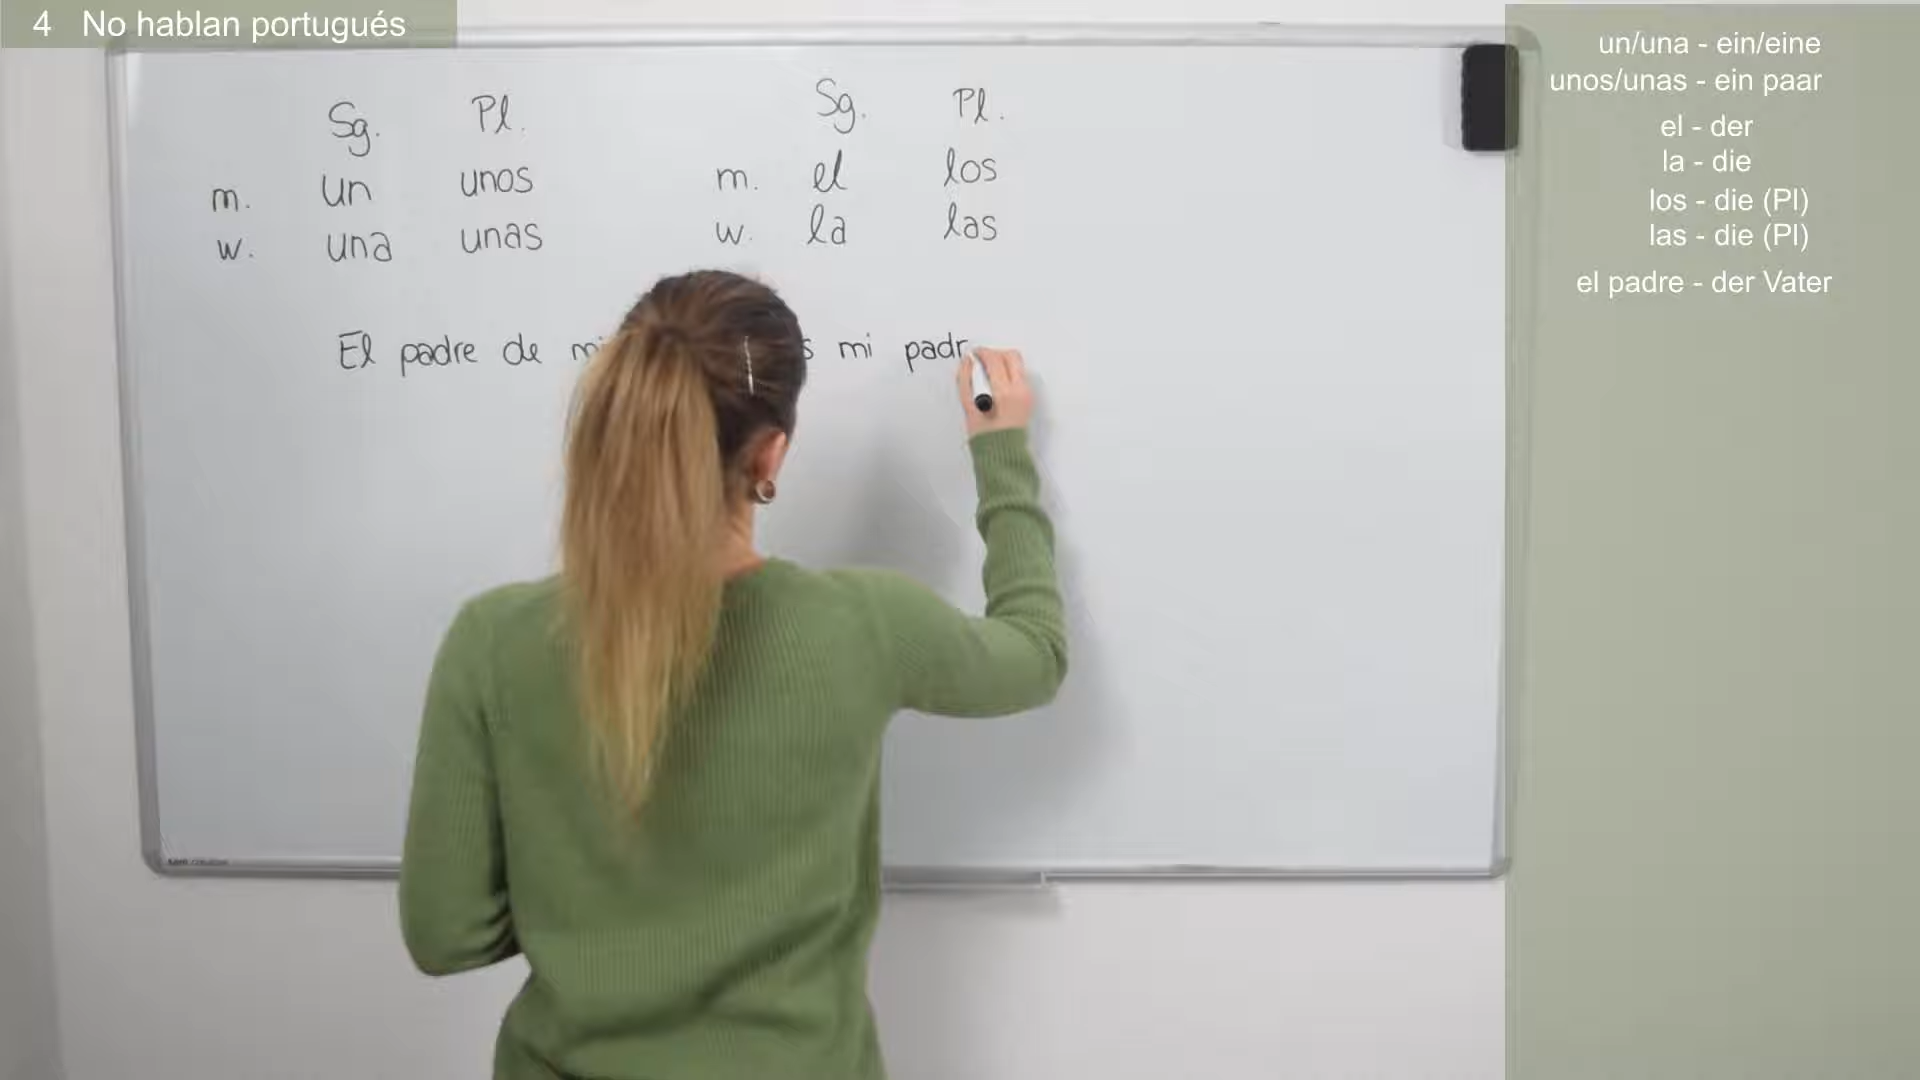 4 No hablan portugués
Sg. Pl.
m. un unos
w. una unas
Sg. Pl.
m. el los
w. la las
El padre de mi
mi padr
un/una - ein/eine
unos/unas - ein paar
el - der
la - die
los - die (Pl)
las - die (Pl)
el padre - der Vater